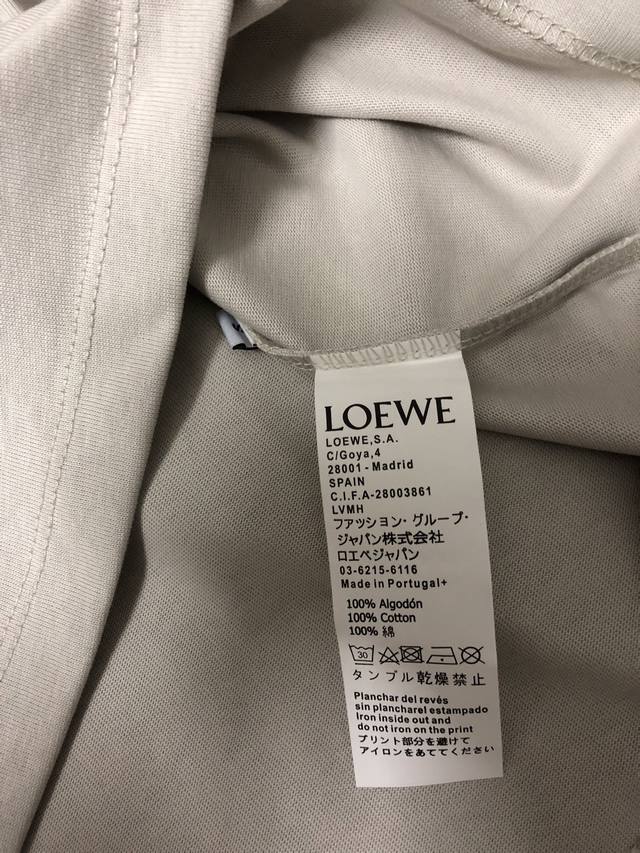 LOEWE
LOEWE,S.A.
C/Goya,4
28001 - Madrid
SPAIN
C.I.F.A-28003861
LVMH
ファッション・グループ・
ジャパン株式会社
ロエベジャパン
03-6215-6116
Made in Portugal+
100% Algodón
100% Cotton
100% 綿
30
タンブル乾燥禁止
Planchar del revés
sin plancharel estampado
Iron inside out and
do not iron on the print
プリント部分を避けて
アイロンをあててください